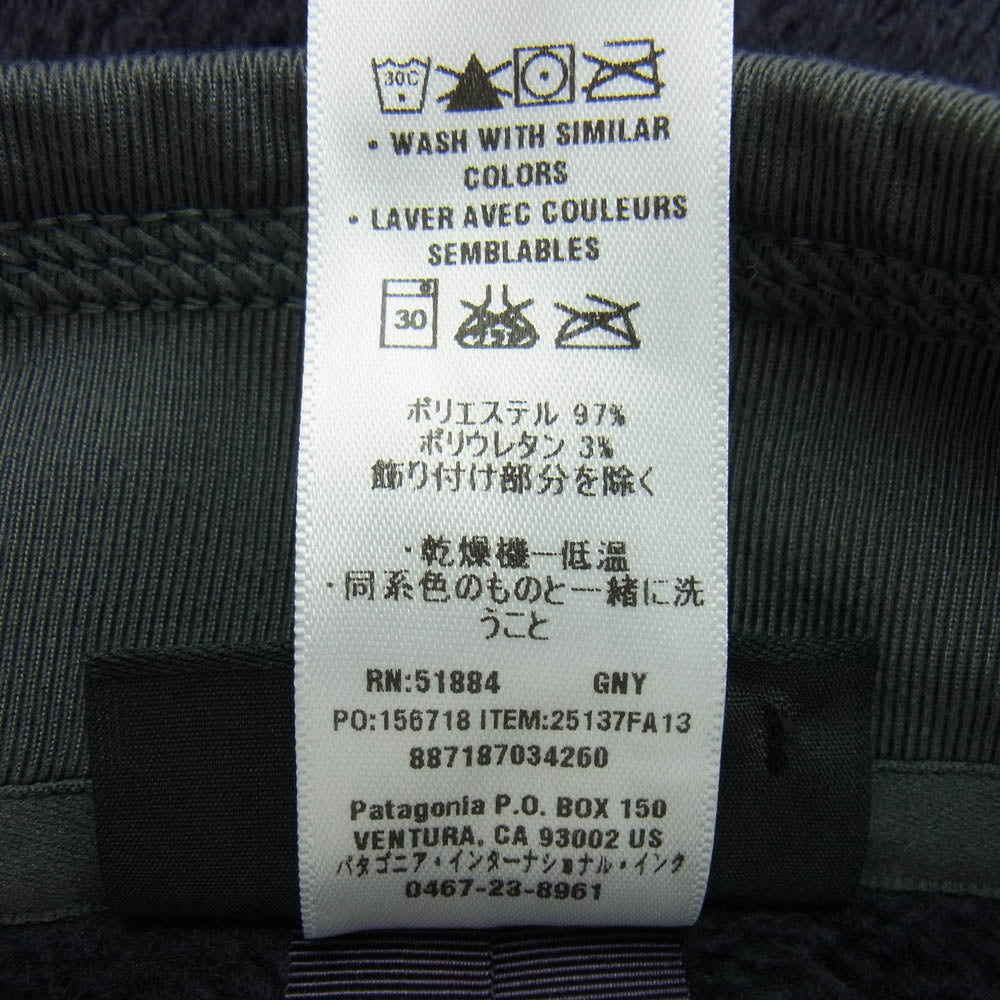 30C
• WASH WITH SIMILAR
COLORS
• LAVER AVEC COULEURS
SEMBLABLES
30
ポリエステル 97%
ポリウレタン 3%
飾り付け部分を除く
・乾燥機一低温
・同系色のものと一緒に洗
うこと
RN:51884 GNY
PO:156718 ITEM:25137FA13
887187034260
Patagonia P.O. BOX 150
VENTURA, CA 93002 US
パタゴニア・インターナショナル・インク
0467-23-8961